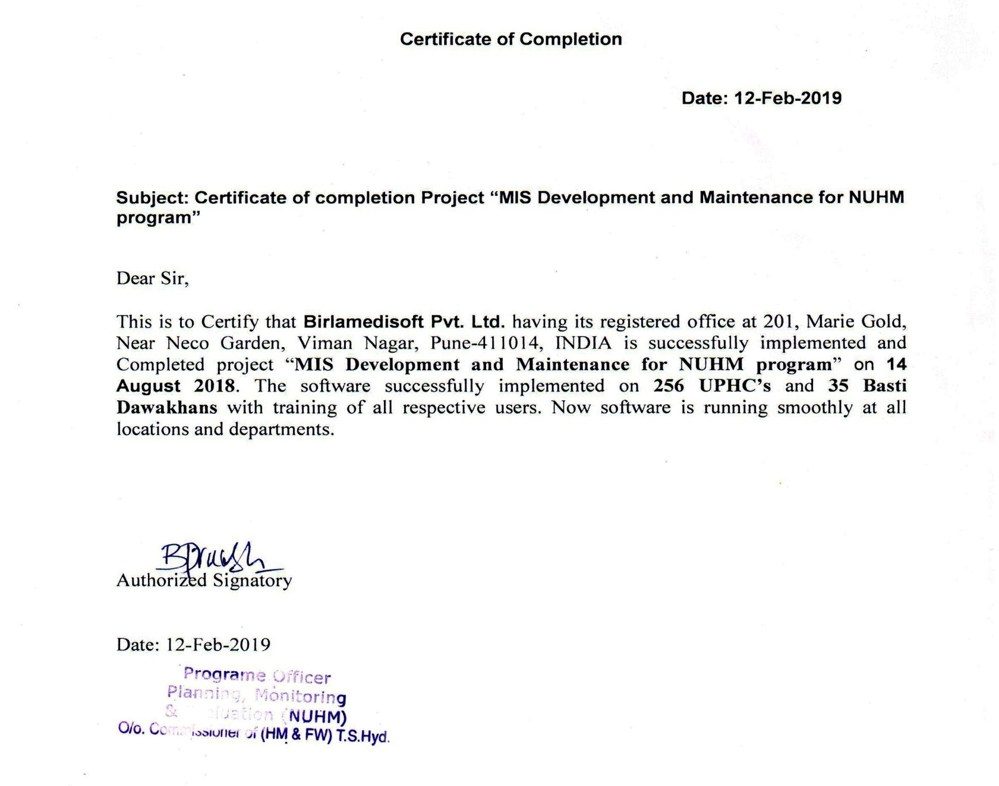 Certificate of Completion
Date: 12-Feb-2019
Subject: Certificate of completion Project “MIS Development and Maintenance for NUHM
program”
Dear Sir,
This is to Certify that Birlamedisoft Pvt. Ltd. having its registered office at 201, Marie Gold,
Near Neco Garden, Viman Nagar, Pune-411014, INDIA is successfully implemented and
Completed project “MIS Development and Maintenance for NUHM program” on 14
August 2018. The software successfully implemented on 256 UPHC’s and 35 Basti
Dawakhans with training of all respective users. Now software is running smoothly at all
locations and departments.
Authorized Signatory
Date: 12-Feb-2019
Programe Officer
Planning, Monitoring
& (NUHM)
O/o. Commissioner of (HM & FW) T.S.Hyd.